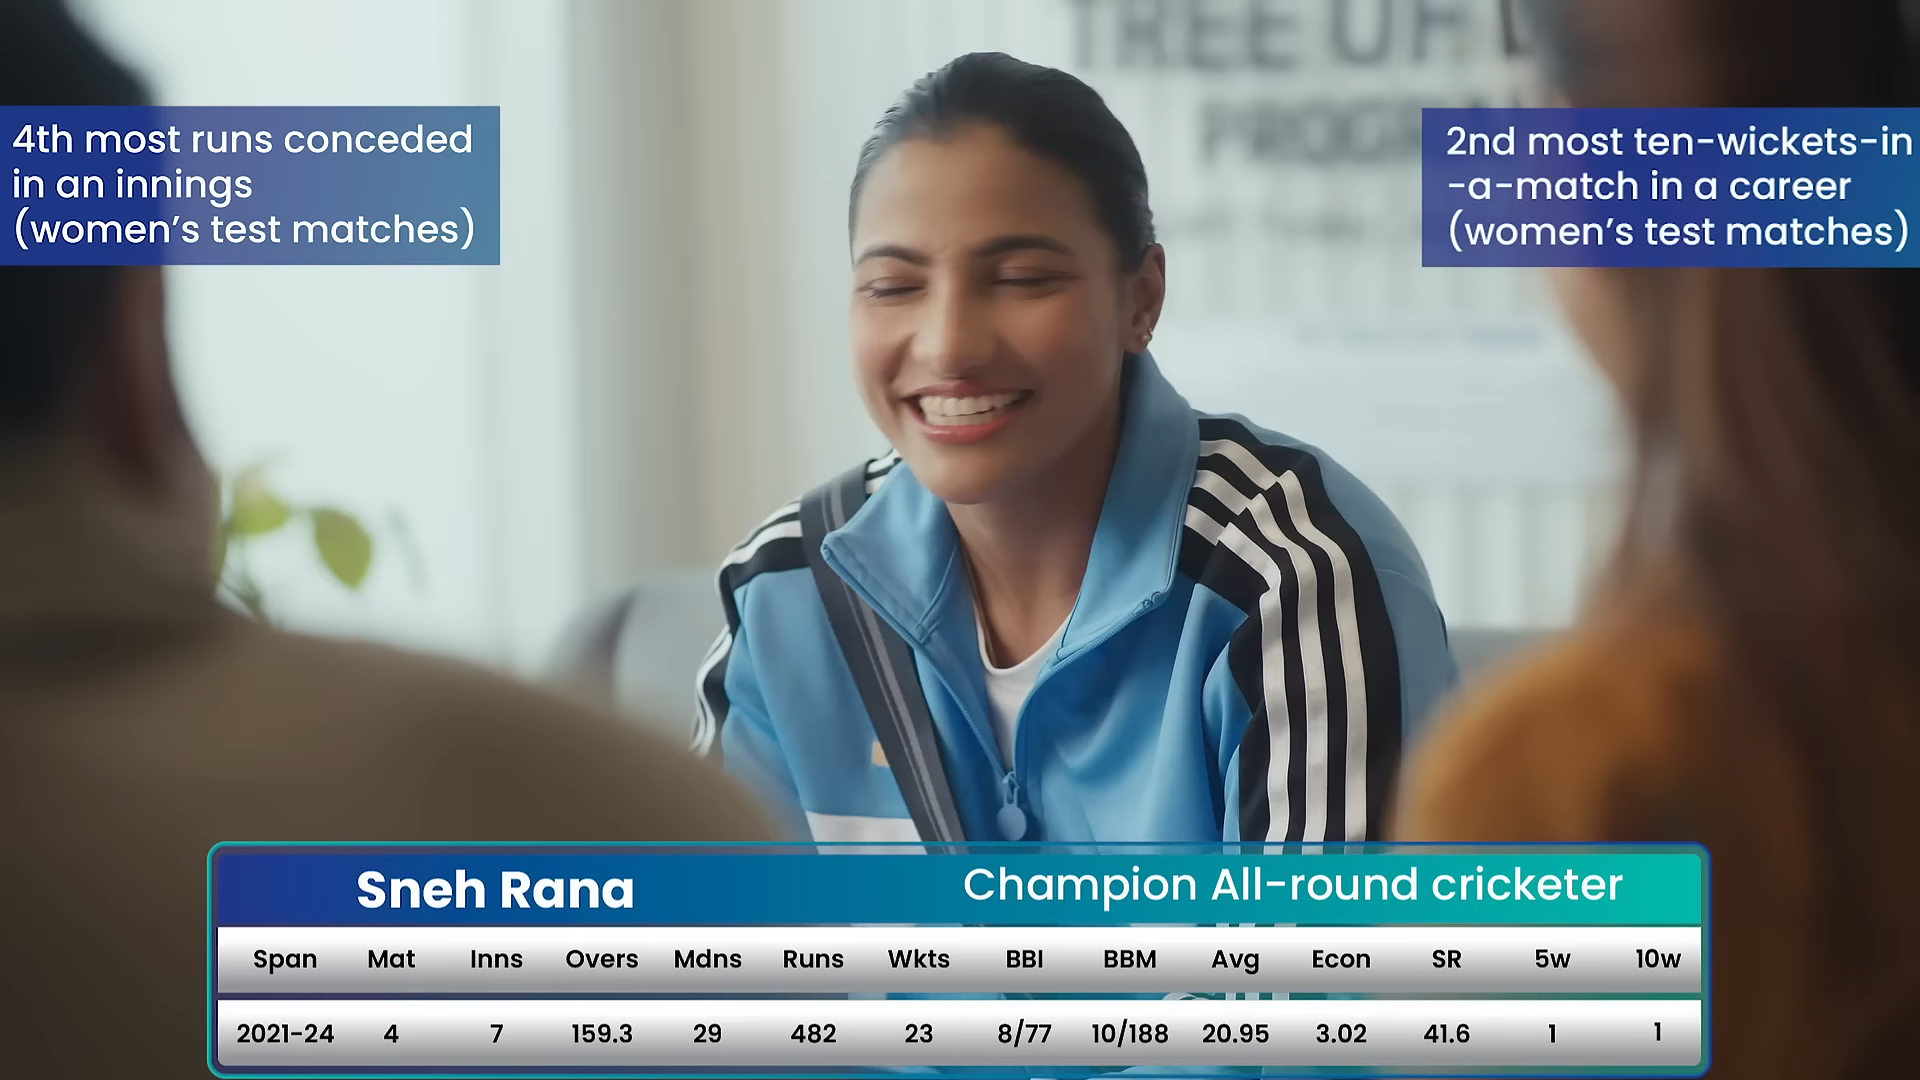 TREE OF
PROGRA
4th most runs conceded
in an innings
(women's test matches)
2nd most ten-wickets-in
-a-match in a career
(women's test matches)
Sneh Rana
Champion All-round cricketer
Span Mat Inns Overs Mdns Runs Wkts BBI BBM Avg Econ SR 5w 10w
2021-24 4 7 159.3 29 482 23 8/77 10/188 20.95 3.02 41.6 1 1